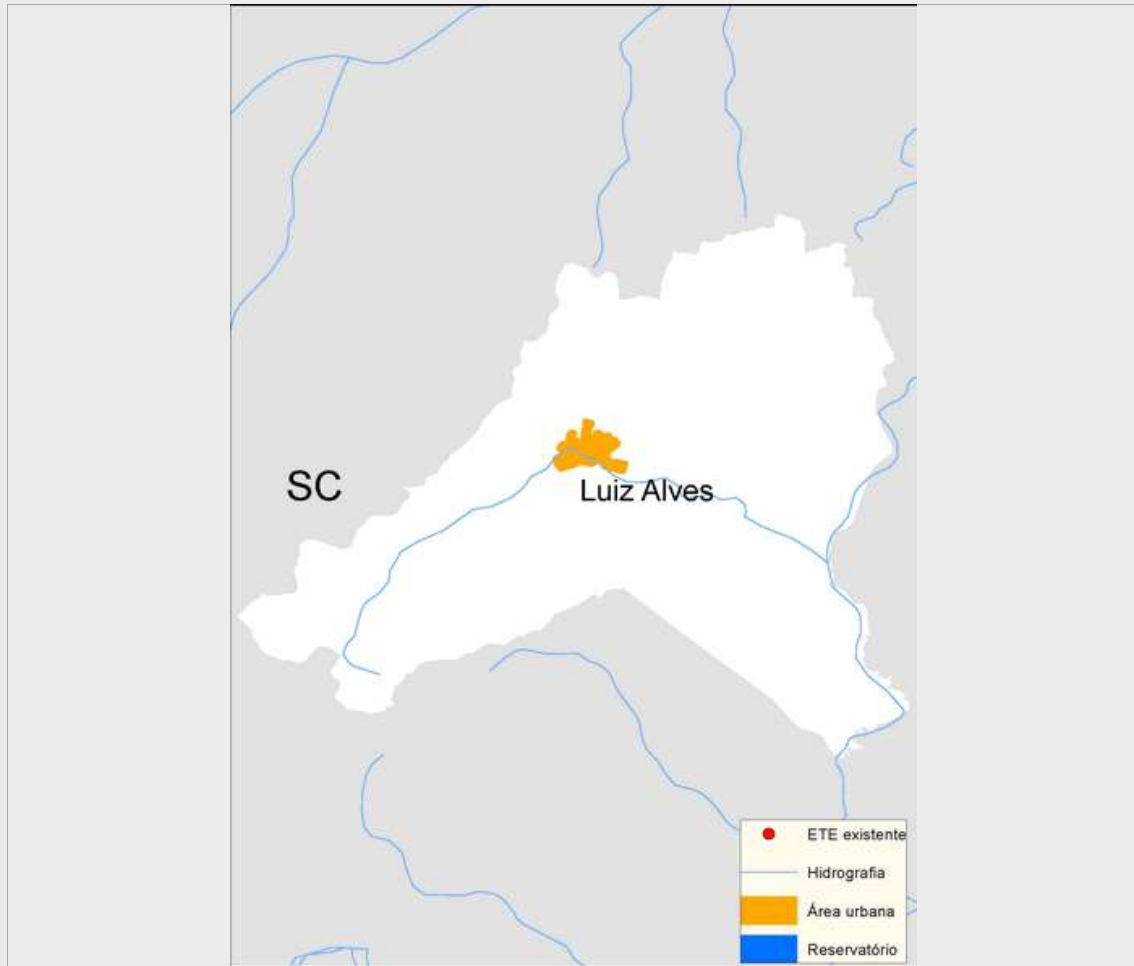 SC
Luiz Alves
ETE existente
Hidrografia
Área urbana
Reservatório